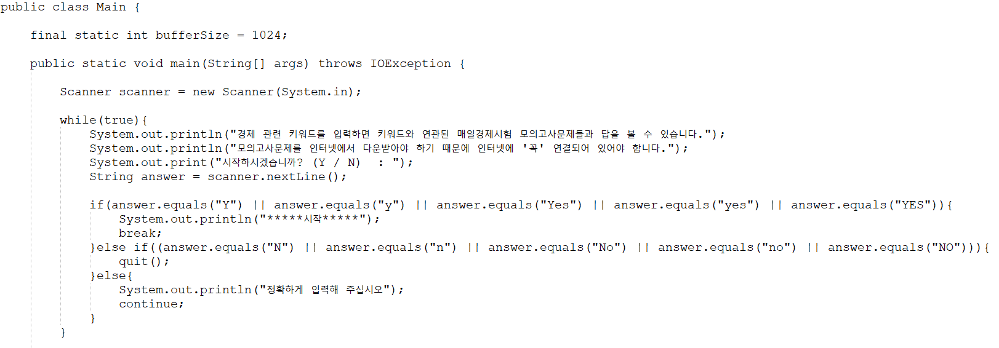 public class Main {
final static int bufferSize = 1024;
public static void main(String[] args) throws IOException {
Scanner scanner = new Scanner(System.in);
while(true){
System.out.println("경제 관련 키워드를 입력하면 키워드와 연관된 매일경제시험 모의고사문제들과 답을 볼 수 있습니다.");
System.out.println("모의고사문제를 인터넷에서 다운받아야 하기 때문에 인터넷에 '꼭' 연결되어 있어야 합니다.");
System.out.print("시작하시겠습니까? (Y / N)  : ");
String answer = scanner.nextLine();
if(answer.equals("Y") || answer.equals("y") || answer.equals("Yes") || answer.equals("yes") || answer.equals("YES")){
System.out.println("*****시작*****");
break;
}else if((answer.equals("N") || answer.equals("n") || answer.equals("No") || answer.equals("no") || answer.equals("NO"))){
quit();
}else{
System.out.println("정확하게 입력해 주십시오");
continue;
}
}